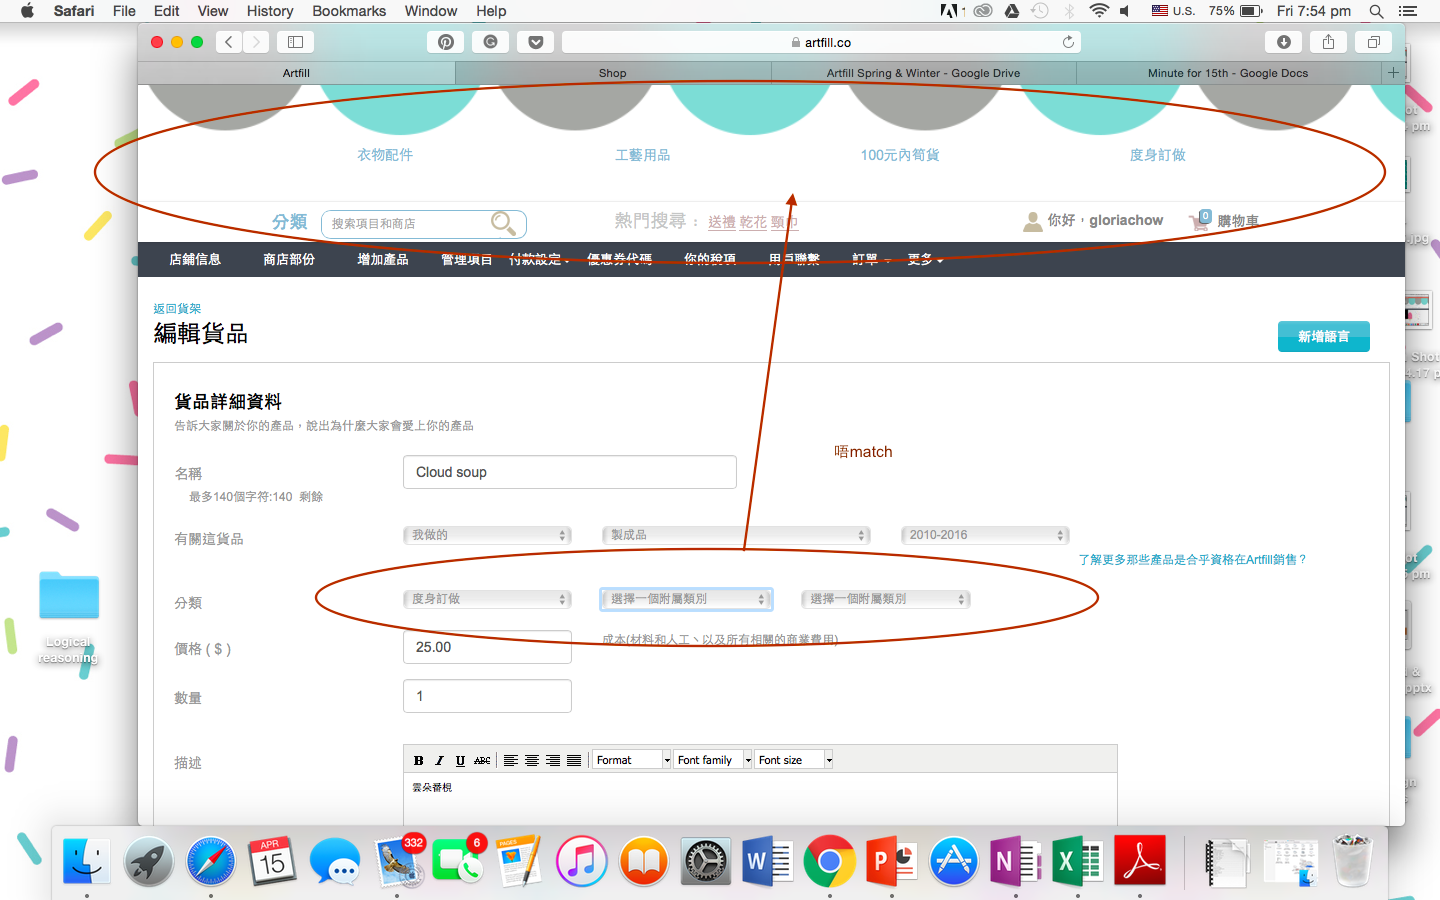 Safari File Edit View History Bookmarks Window Help
U.S. 75% Fri 7:54 pm
artfill.co
Artfill Shop Artfill Spring & Winter - Google Drive Minute for 15th - Google Docs
衣物配件 工藝用品 100元內筍貨 度身訂做
分類 搜索項目和商店 熱門搜尋： 送禮 乾花 頸巾 你好，gloriachow 0 購物車
店鋪信息 商店部份 增加產品 管理項目 付款設定 優惠券代碼 你的稅項 用戶聯繫 訂單 更多
返回貨架
編輯貨品
新增語言
貨品詳細資料
告訴大家關於你的產品，說出為什麼大家會愛上你的產品
唔match
名稱 Cloud soup
最多140個字符:140 剩餘
有關這貨品 我做的 製成品 2010-2016
了解更多那些產品是合乎資格在Artfill銷售？
分類 度身訂做 選擇一個附屬類別 選擇一個附屬類別
價格 ( $ ) 25.00 成本(材料和人工、以及所有相關的商業費用)
數量 1
描述 B I U ABC Format Font family Font size
雲朵番梘
Logical
reasoning
APR
15
332
6
PAGES